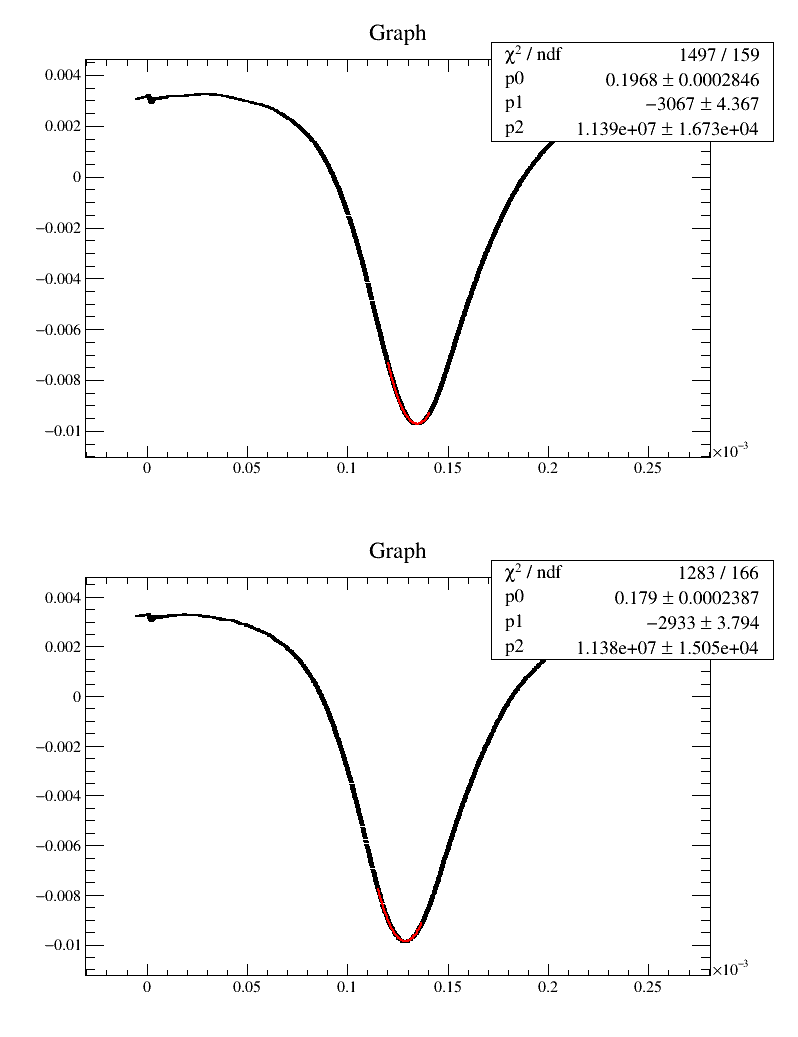 Graph
χ² / ndf 1497 / 159
p0 0.1968 ± 0.0002846
p1 −3067 ± 4.367
p2 1.139e+07 ± 1.673e+04
0.004
0.002
0
−0.002
−0.004
−0.006
−0.008
−0.01
×10⁻³
0 0.05 0.1 0.15 0.2 0.25
Graph
χ² / ndf 1283 / 166
p0 0.179 ± 0.0002387
p1 −2933 ± 3.794
p2 1.138e+07 ± 1.505e+04
0.004
0.002
0
−0.002
−0.004
−0.006
−0.008
−0.01
×10⁻³
0 0.05 0.1 0.15 0.2 0.25